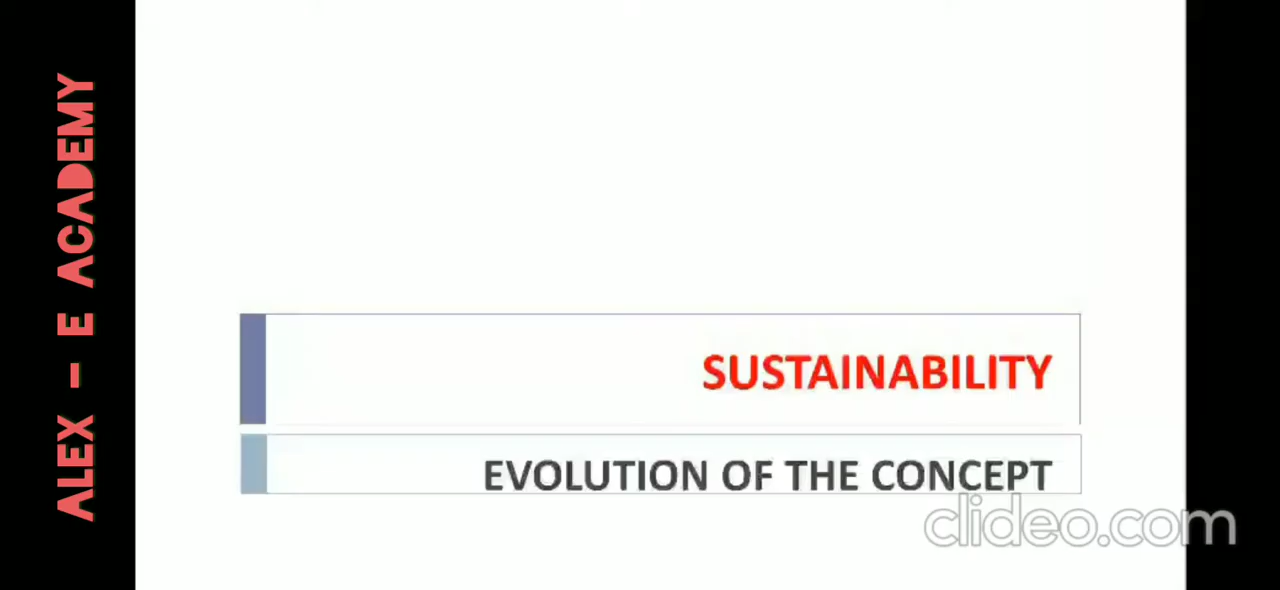 ALEX - E ACADEMY
SUSTAINABILITY
EVOLUTION OF THE CONCEPT
clideo.com